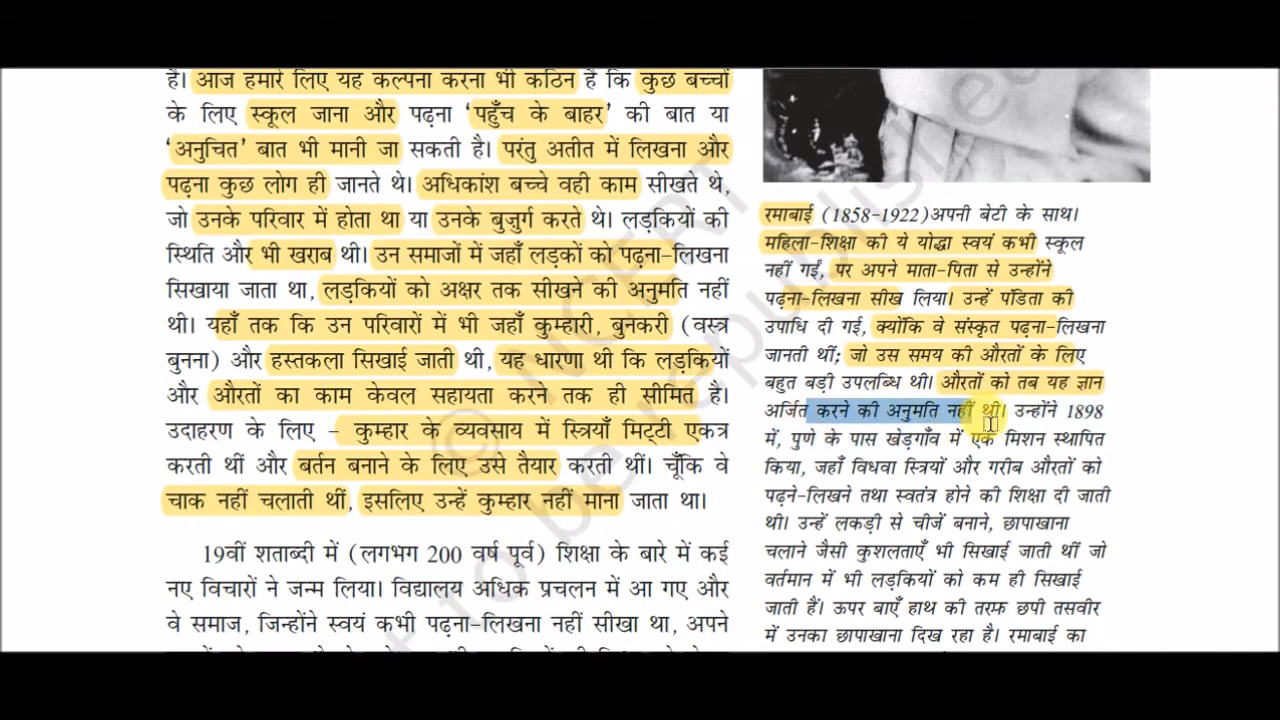 है। आज हमारे लिए यह कल्पना करना भी कठिन है कि कुछ बच्चों
के लिए स्कूल जाना और पढ़ना ‘पहुँच के बाहर’ की बात या
‘अनुचित’ बात भी मानी जा सकती है। परंतु अतीत में लिखना और
पढ़ना कुछ लोग ही जानते थे। अधिकांश बच्चे वही काम सीखते थे,
जो उनके परिवार में होता था या उनके बुज़ुर्ग करते थे। लड़कियों की
स्थिति और भी खराब थी। उन समाजों में जहाँ लड़कों को पढ़ना-लिखना
सिखाया जाता था, लड़कियों को अक्षर तक सीखने की अनुमति नहीं
थी। यहाँ तक कि उन परिवारों में भी जहाँ कुम्हारी, बुनकरी (वस्त्र
बुनना) और हस्तकला सिखाई जाती थी, यह धारणा थी कि लड़कियों
और औरतों का काम केवल सहायता करने तक ही सीमित है।
उदाहरण के लिए – कुम्हार के व्यवसाय में स्त्रियाँ मिट्टी एकत्र
करती थीं और बर्तन बनाने के लिए उसे तैयार करती थीं। चूँकि वे
चाक नहीं चलाती थीं, इसलिए उन्हें कुम्हार नहीं माना जाता था।
19वीं शताब्दी में (लगभग 200 वर्ष पूर्व) शिक्षा के बारे में कई
नए विचारों ने जन्म लिया। विद्यालय अधिक प्रचलन में आ गए और
वे समाज, जिन्होंने स्वयं कभी पढ़ना-लिखना नहीं सीखा था, अपने
रमाबाई (1858-1922)अपनी बेटी के साथ।
महिला-शिक्षा की ये योद्धा स्वयं कभी स्कूल
नहीं गईं, पर अपने माता-पिता से उन्होंने
पढ़ना-लिखना सीख लिया। उन्हें पंडिता की
उपाधि दी गई, क्योंकि वे संस्कृत पढ़ना-लिखना
जानती थीं; जो उस समय की औरतों के लिए
बहुत बड़ी उपलब्धि थी। औरतों को तब यह ज्ञान
अर्जित करने की अनुमति नहीं थी। उन्होंने 1898
में, पुणे के पास खेड़गाँव में एक मिशन स्थापित
किया, जहाँ विधवा स्त्रियों और गरीब औरतों को
पढ़ने-लिखने तथा स्वतंत्र होने की शिक्षा दी जाती
थी। उन्हें लकड़ी से चीजें बनाने, छापाखाना
चलाने जैसी कुशलताएँ भी सिखाई जाती थीं जो
वर्तमान में भी लड़कियों को कम ही सिखाई
जाती हैं। ऊपर बाएँ हाथ की तरफ छपी तसवीर
में उनका छापाखाना दिख रहा है। रमाबाई का
© NCERT
not to be republished